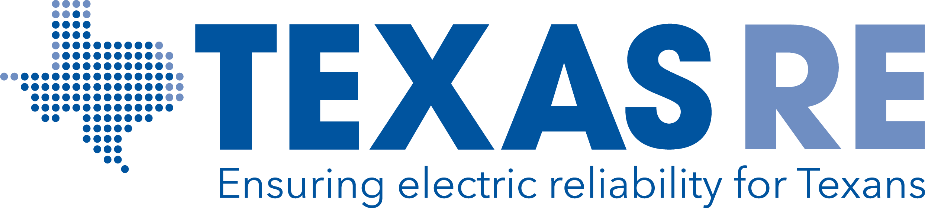 TEXAS RE
Ensuring electric reliability for Texans